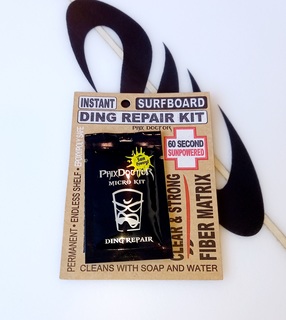 INSTANT SURFBOARD
DING REPAIR KIT
PHIX DOCTOR
60 SECOND
SUNPOWERED
PHIXDOCTOR
MICRO KIT
DING REPAIR
PERMANENT · ENDLESS SHELF ·
CLEAR & STRONG
FIBER MATRIX
CLEANS WITH SOAP AND WATER